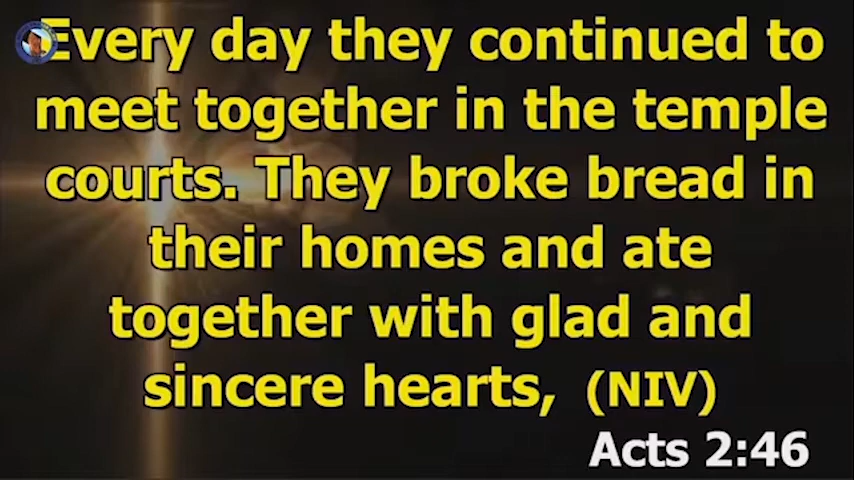 Every day they continued to
meet together in the temple
courts. They broke bread in
their homes and ate
together with glad and
sincere hearts, (NIV)
Acts 2:46